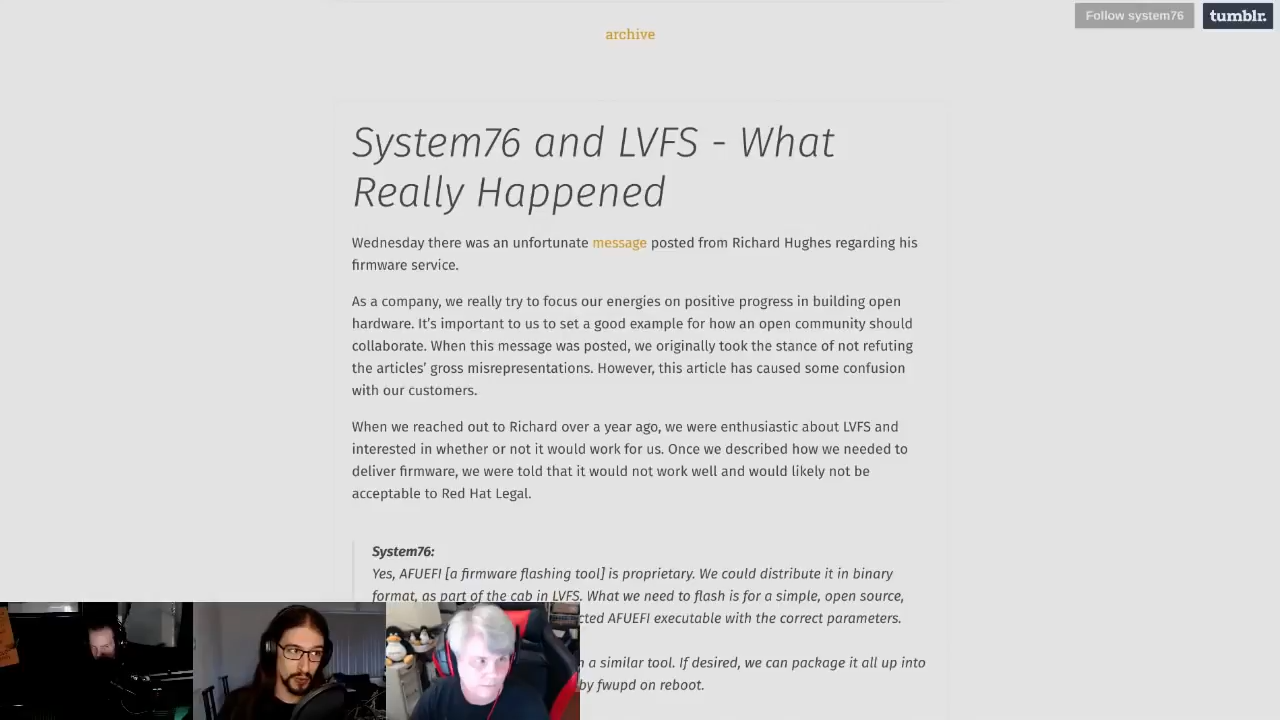 Follow system76
tumblr.
archive
System76 and LVFS - What
Really Happened
Wednesday there was an unfortunate message posted from Richard Hughes regarding his
firmware service.
As a company, we really try to focus our energies on positive progress in building open
hardware. It’s important to us to set a good example for how an open community should
collaborate. When this message was posted, we originally took the stance of not refuting
the articles’ gross misrepresentations. However, this article has caused some confusion
with our customers.
When we reached out to Richard over a year ago, we were enthusiastic about LVFS and
interested in whether or not it would work for us. Once we described how we needed to
deliver firmware, we were told that it would not work well and would likely not be
acceptable to Red Hat Legal.
System76:
Yes, AFUEFI [a firmware flashing tool] is proprietary. We could distribute it in binary
format, as part of the cab in LVFS. What we need to flash is for a simple, open source,
AFUEFI executable with the correct parameters.
a similar tool. If desired, we can package it all up into
by fwupd on reboot.